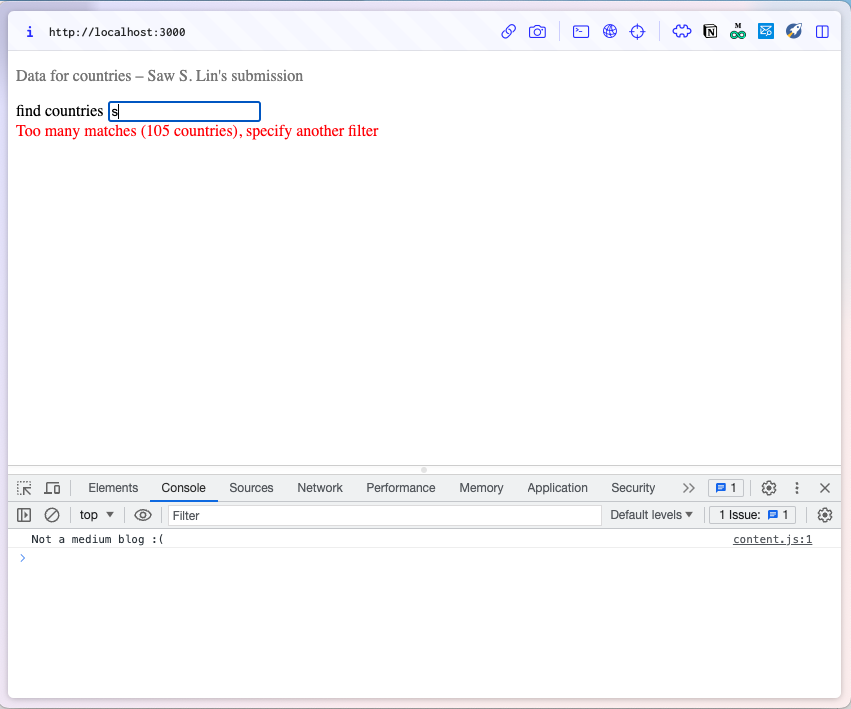 i http://localhost:3000
Data for countries – Saw S. Lin's submission
find countries s
Too many matches (105 countries), specify another filter
Elements Console Sources Network Performance Memory Application Security 1
top Filter Default levels 1 Issue: 1
Not a medium blog :( content.js:1